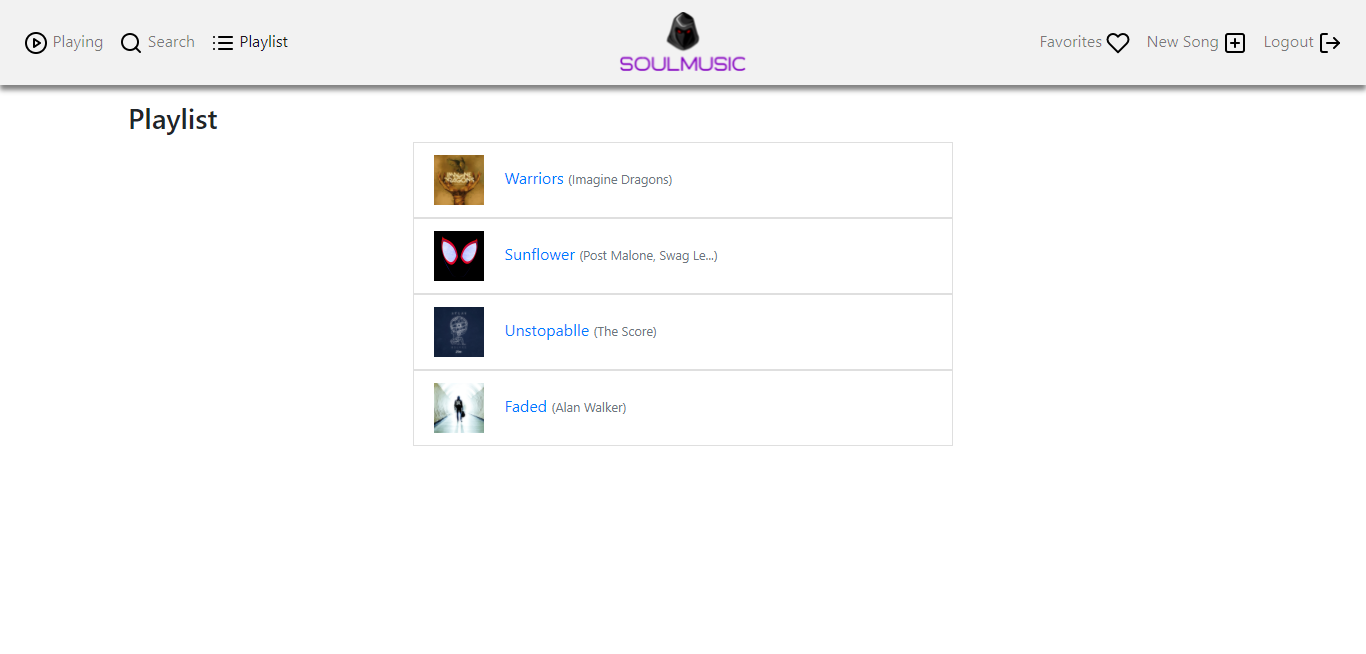 Playing Search Playlist SOULMUSIC Favorites New Song Logout
Playlist
Warriors (Imagine Dragons)
Sunflower (Post Malone, Swag Le...)
Unstopablle (The Score)
Faded (Alan Walker)